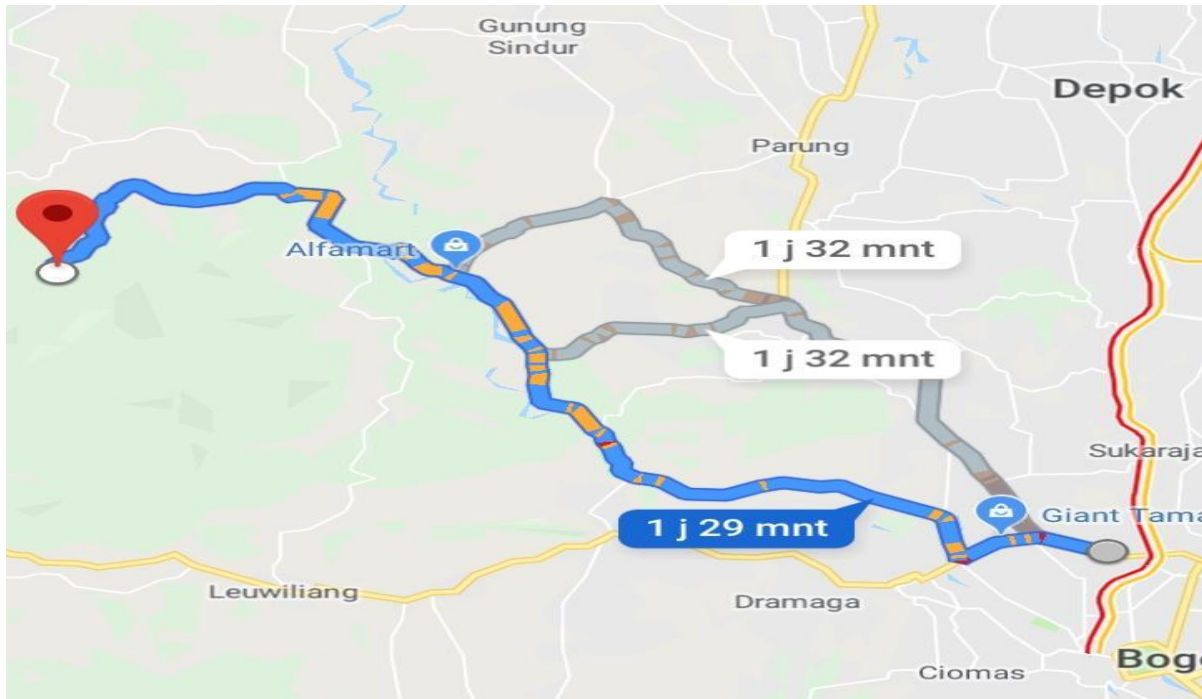 Gunung
Sindur
Depok
Parung
Alfamart
1 j 32 mnt
1 j 32 mnt
Sukaraja
Giant Tama
1 j 29 mnt
Leuwiliang
Dramaga
Ciomas
Bog